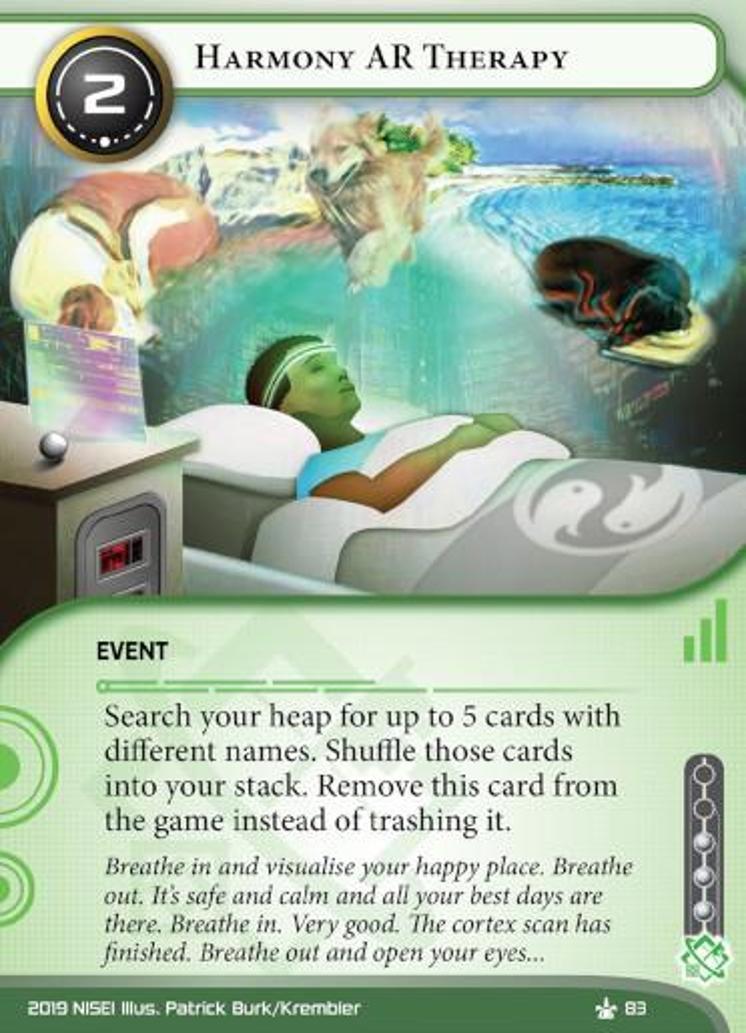 2
Harmony AR Therapy
EVENT
Search your heap for up to 5 cards with
different names. Shuffle those cards
into your stack. Remove this card from
the game instead of trashing it.
Breathe in and visualise your happy place. Breathe
out. It's safe and calm and all your best days are
there. Breathe in. Very good. The cortex scan has
finished. Breathe out and open your eyes...
2019 NISEI Illus. Patrick Burk/Krembler
83